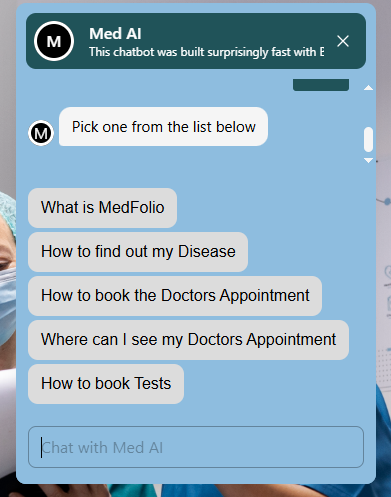 M
Med AI
This chatbot was built surprisingly fast with
M
Pick one from the list below
What is MedFolio
How to find out my Disease
How to book the Doctors Appointment
Where can I see my Doctors Appointment
How to book Tests
Chat with Med AI